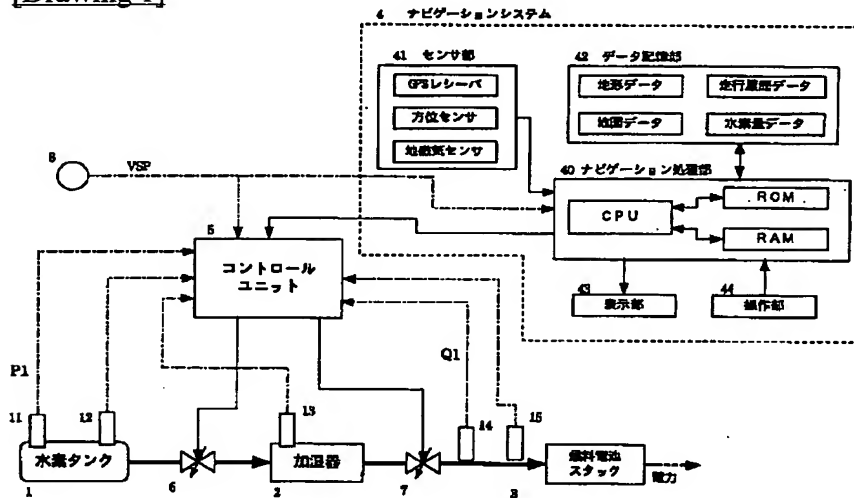 [Drawing 1]
4 ナビゲーションシステム
41 センサ部
GPSレシーバ
方位センサ
地磁気センサ
42 データ記憶部
地形データ
走行履歴データ
地図データ
水素量データ
8
VSP
40 ナビゲーション処理部
CPU
ROM
RAM
5
コントロール
ユニット
43
表示部
44
操作部
P1
Q1
11
12
13
14
15
水素タンク
加湿器
燃料電池
スタック
電力
1
6
2
7
3